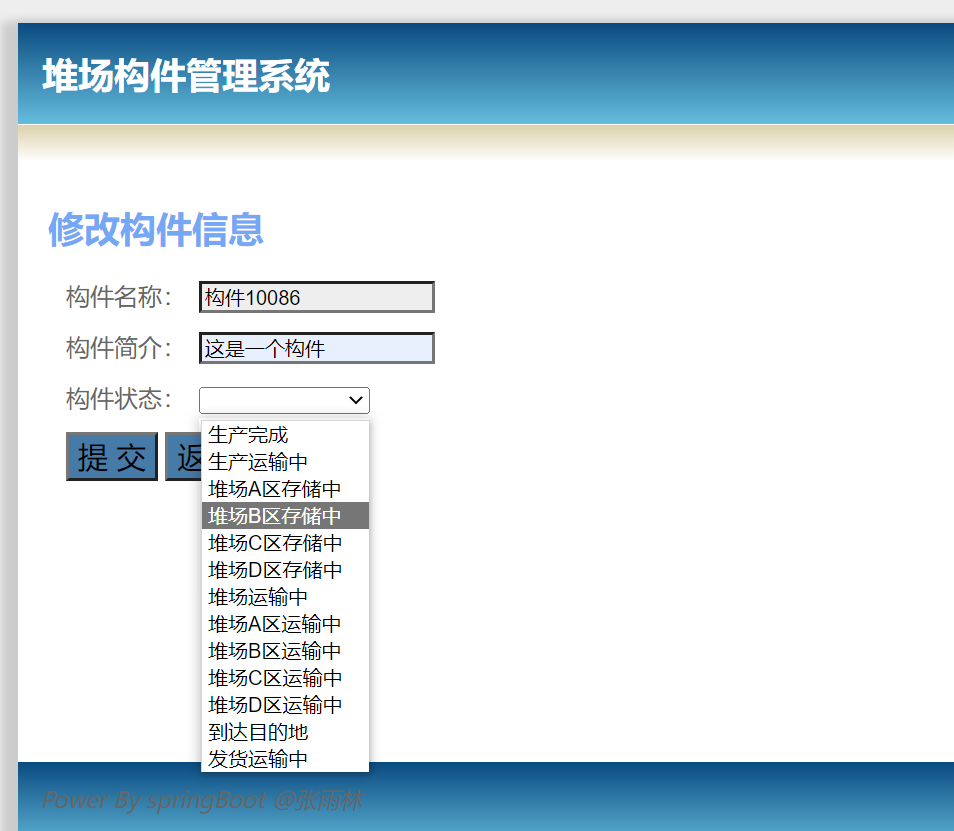 堆场构件管理系统
修改构件信息
构件名称： 构件10086
构件简介： 这是一个构件
构件状态：
提 交 返
生产完成
生产运输中
堆场A区存储中
堆场B区存储中
堆场C区存储中
堆场D区存储中
堆场运输中
堆场A区运输中
堆场B区运输中
堆场C区运输中
堆场D区运输中
到达目的地
发货运输中
Power By springBoot @张雨林